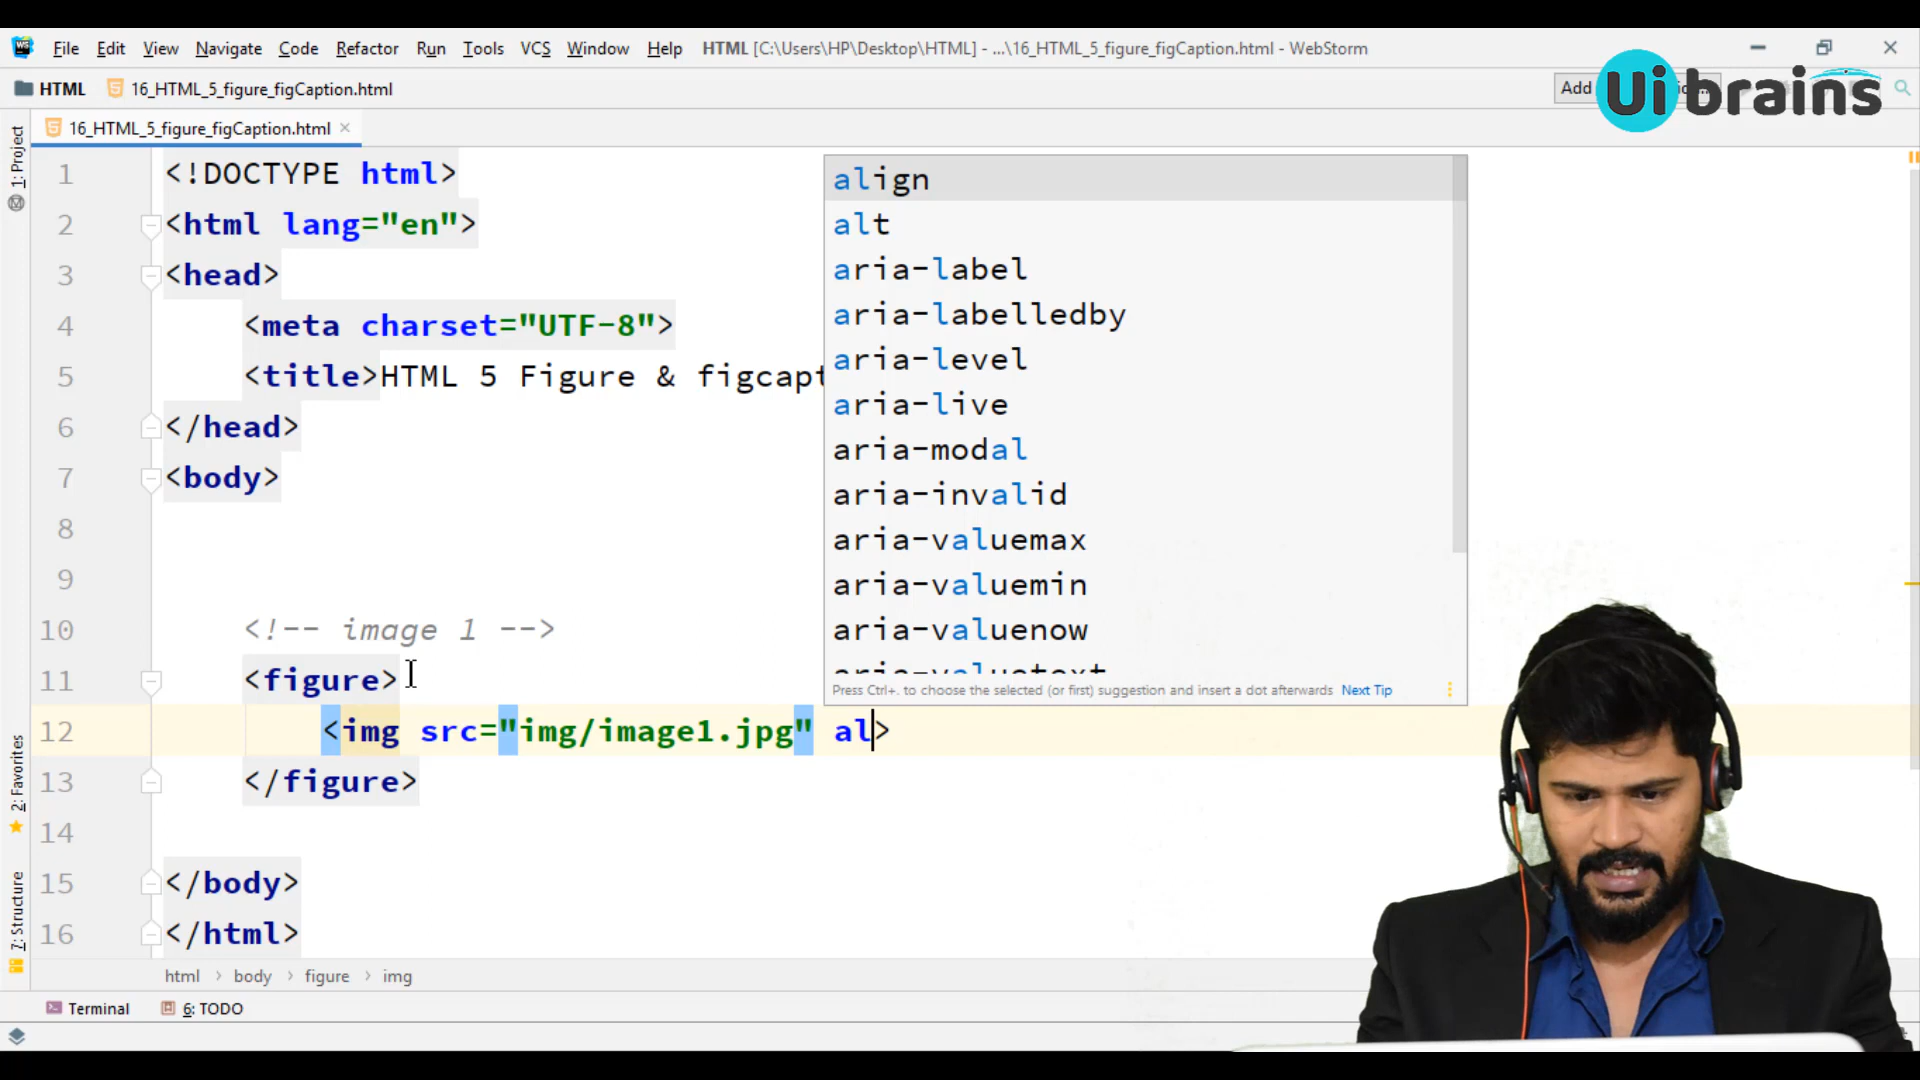 File Edit View Navigate Code Refactor Run Tools VCS Window Help HTML [C:\Users\HP\Desktop\HTML] - ...\16_HTML_5_figure_figCaption.html - WebStorm
HTML 16_HTML_5_figure_figCaption.html Add
Uibrains
16_HTML_5_figure_figCaption.html
1: Project
2: Favorites
7: Structure
1 <!DOCTYPE html>
2 <html lang="en">
3 <head>
4 <meta charset="UTF-8">
5 <title>HTML 5 Figure & figcapt
6 </head>
7 <body>
8
9
10 <!-- image 1 -->
11 <figure>
12 <img src="img/image1.jpg" al>
13 </figure>
14
15 </body>
16 </html>
align
alt
aria-label
aria-labelledby
aria-level
aria-live
aria-modal
aria-invalid
aria-valuemax
aria-valuemin
aria-valuenow
aria-valuetext
Press Ctrl+. to choose the selected (or first) suggestion and insert a dot afterwards Next Tip
html body figure img
Terminal 6: TODO